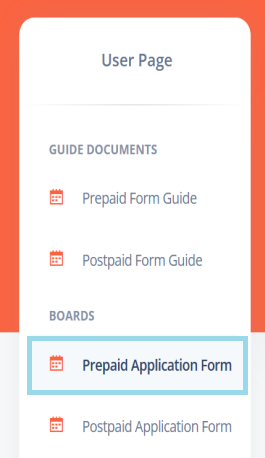 User Page
GUIDE DOCUMENTS
Prepaid Form Guide
Postpaid Form Guide
BOARDS
Prepaid Application Form
Postpaid Application Form